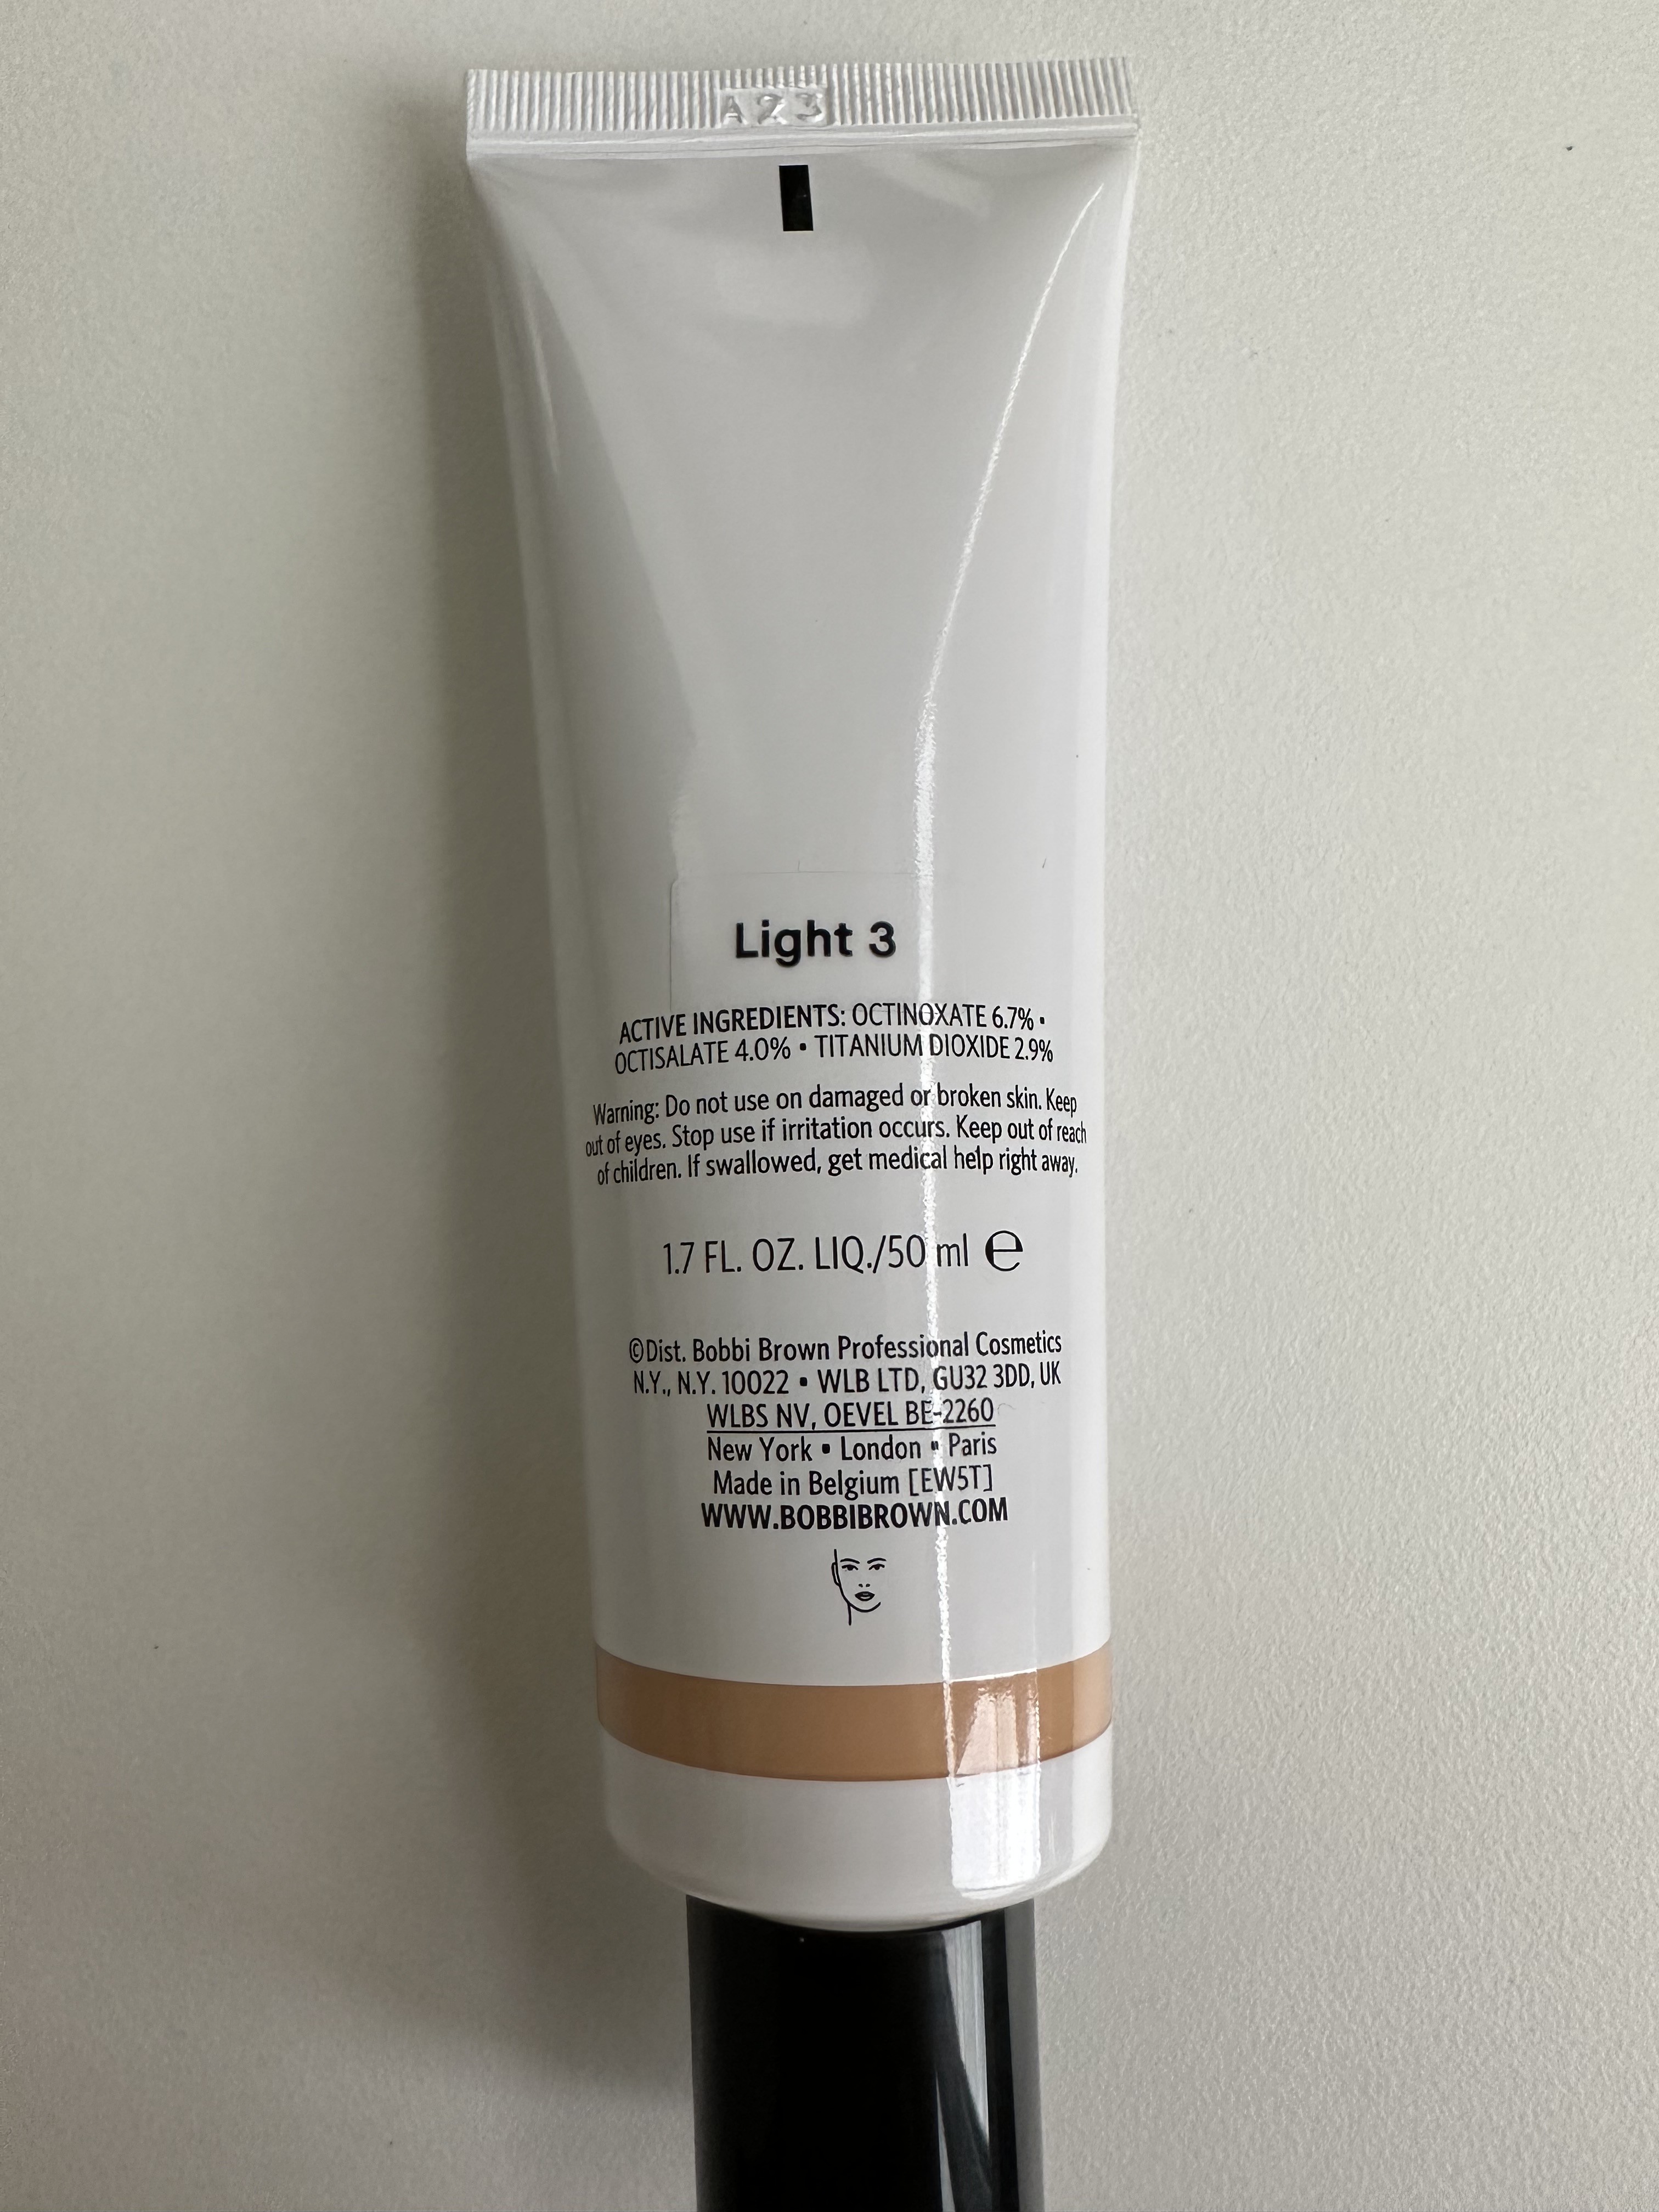 A23
Light 3
ACTIVE INGREDIENTS: OCTINOXATE 6.7% •
OCTISALATE 4.0% • TITANIUM DIOXIDE 2.9%
Warning: Do not use on damaged or broken skin. Keep
out of eyes. Stop use if irritation occurs. Keep out of reach
of children. If swallowed, get medical help right away.
1.7 FL. OZ. LIQ./50 ml ℮
©Dist. Bobbi Brown Professional Cosmetics
N.Y., N.Y. 10022 • WLB LTD, GU32 3DD, UK
WLBS NV, OEVEL BE-2260
New York • London • Paris
Made in Belgium [EW5T]
WWW.BOBBIBROWN.COM